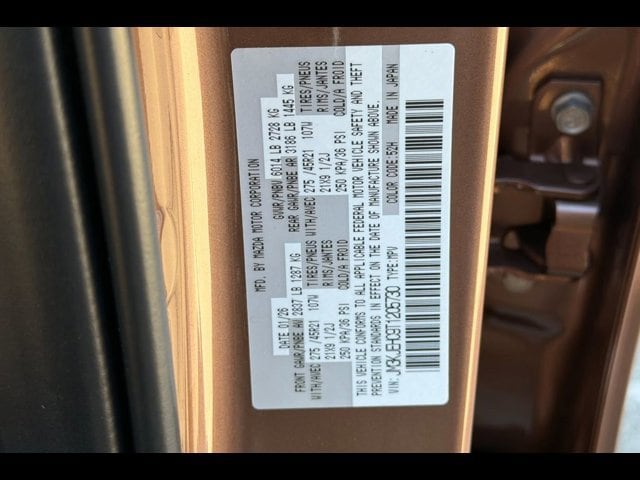 MFD. BY MAZDA MOTOR CORPORATION
DATE 01/26 GVWR/PNBV 6014 LB 2728 KG
FRONT GAWR/PNBE AV 2837 LB 1287 KG REAR GAWR/PNBE AR 3186 LB 1445 KG
WITH/AVEC TIRES/PNEUS WITH/AVEC TIRES/PNEUS
275 /45R21 107W RIMS/JANTES 275 /45R21 107W RIMS/JANTES
21X9 1/2J COLD/A FROID 21X9 1/2J COLD/A FROID
250 KPA/36 PSI 250 KPA/36 PSI
THIS VEHICLE CONFORMS TO ALL APPLICABLE FEDERAL MOTOR VEHICLE SAFETY AND THEFT
PREVENTION STANDARDS IN EFFECT ON THE DATE OF MANUFACTURE SHOWN ABOVE.
VIN: JM3KJEHC9T1205730 TYPE:MPV COLOR CODE:52H MADE IN JAPAN